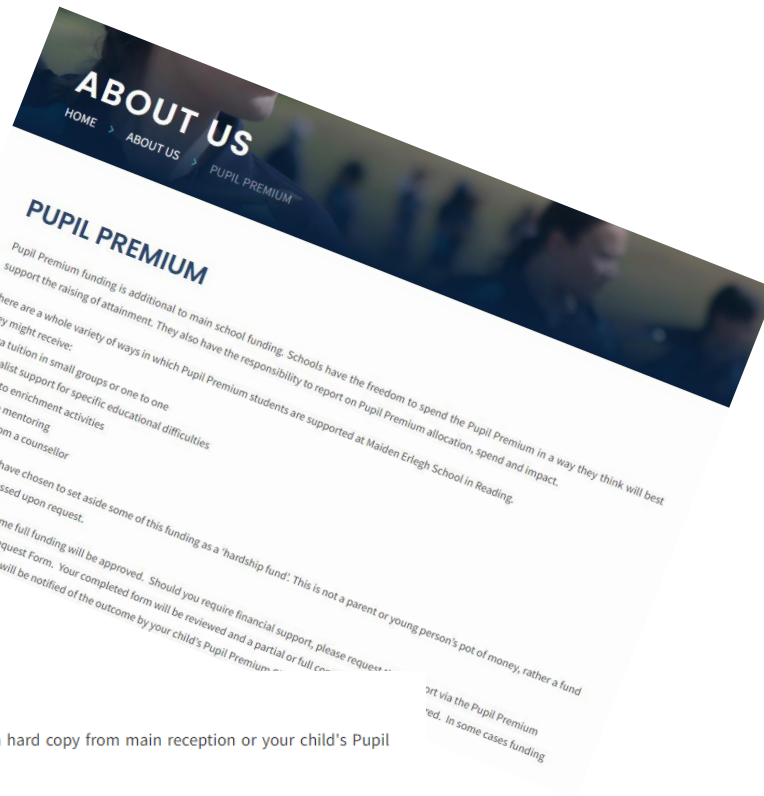 ABOUT US
HOME > ABOUT US > PUPIL PREMIUM
PUPIL PREMIUM
Pupil Premium funding is additional to main school funding. Schools have the freedom to spend the Pupil Premium in a way they think will best
support the raising of attainment. They also have the responsibility to report on Pupil Premium allocation, spend and impact.
here are a whole variety of ways in which Pupil Premium students are supported at Maiden Erlegh School in Reading.
ey might receive:
a tuition in small groups or one to one
alist support for specific educational difficulties
to enrichment activities
mentoring
om a counsellor
have chosen to set aside some of this funding as a 'hardship fund'. This is not a parent or young person's pot of money, rather a fund
ssed upon request.
me full funding will be approved. Should you require financial support, please request ort via the Pupil Premium
quest Form. Your completed form will be reviewed and a partial or full red. In some cases funding
will be notified of the outcome by your child's Pupil Premium
hard copy from main reception or your child's Pupil